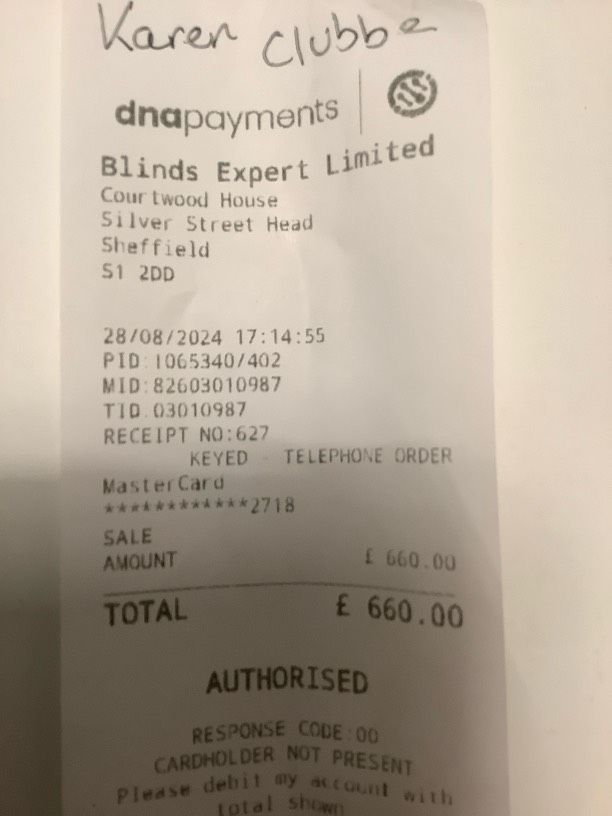 Karen Clubbe
dnapayments
Blinds Expert Limited
Courtwood House
Silver Street Head
Sheffield
S1 2DD
28/08/2024 17:14:55
PID:1065340/402
MID:82603010987
TID:03010987
RECEIPT NO:627
KEYED - TELEPHONE ORDER
MasterCard
************2718
SALE
AMOUNT £ 660.00
TOTAL £ 660.00
AUTHORISED
RESPONSE CODE:00
CARDHOLDER NOT PRESENT
Please debit my account with
total shown